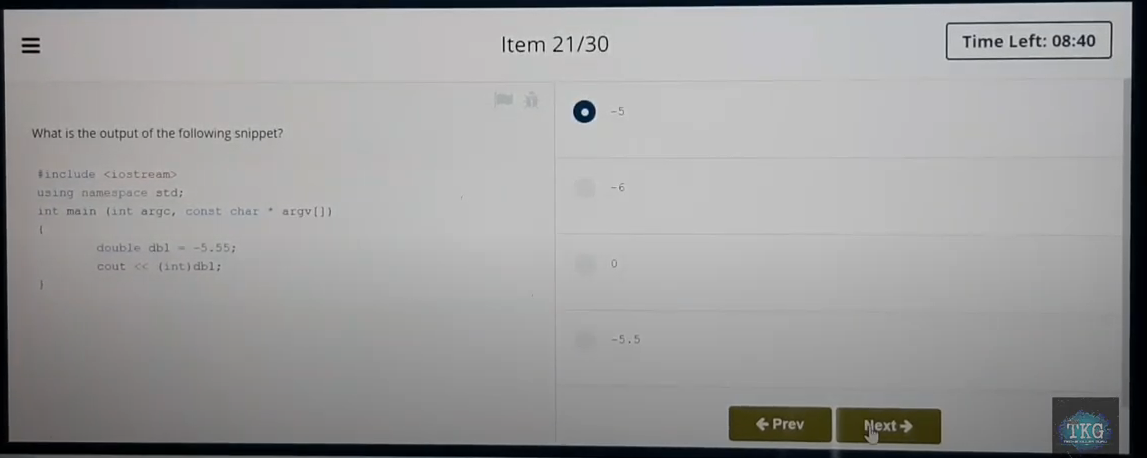 Item 21/30
Time Left: 08:40
What is the output of the following snippet?
#include <iostream>
using namespace std;
int main (int argc, const char * argv[])
{
double dbl = -5.55;
cout << (int)dbl;
}
-5
-6
0
-5.5
Prev
Next
TKG